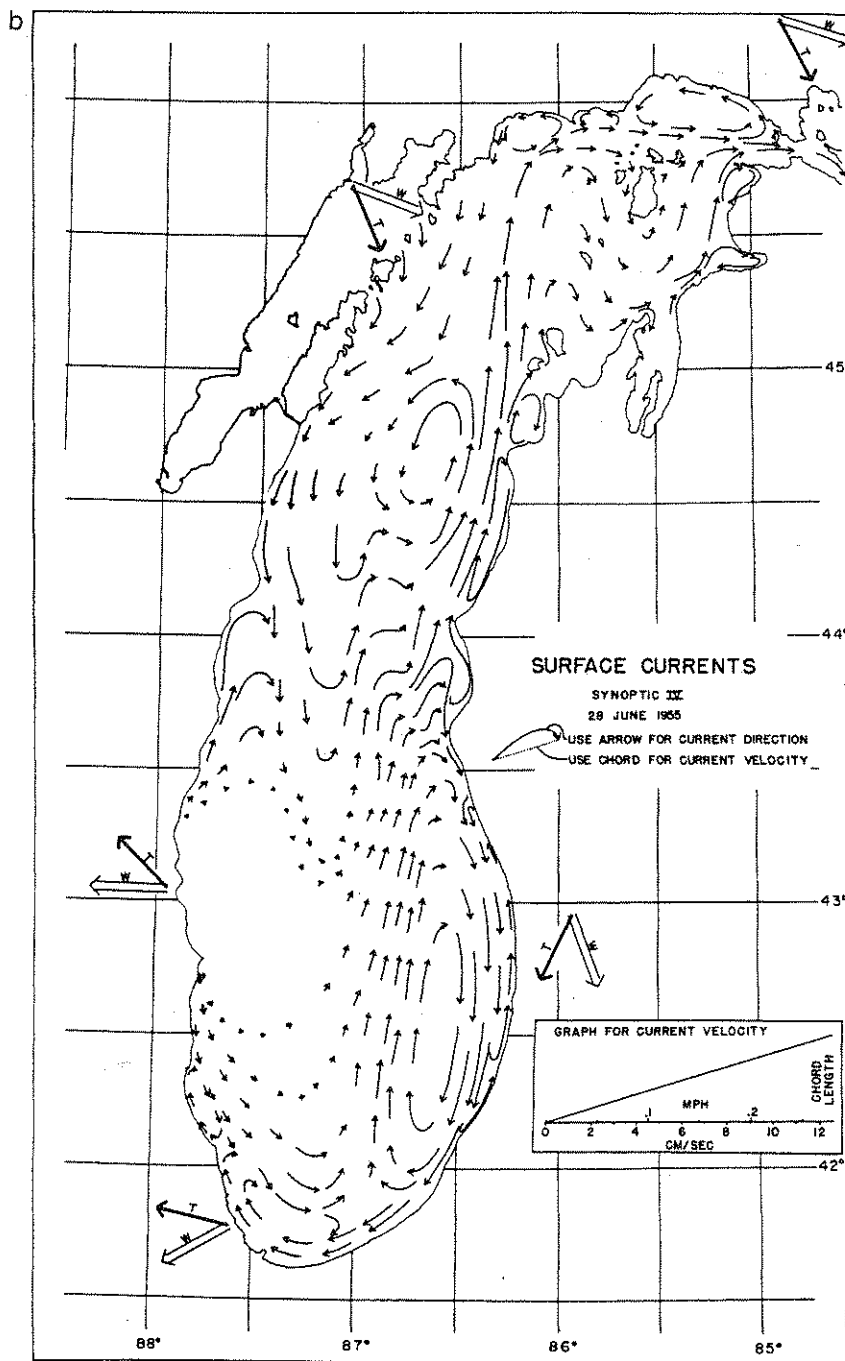 b
W
T
W
T
45
44°
SURFACE CURRENTS
SYNOPTIC IV
28 JUNE 1955
USE ARROW FOR CURRENT DIRECTION
USE CHORD FOR CURRENT VELOCITY
T
W
43°
T
W
GRAPH FOR CURRENT VELOCITY
CHORD LENGTH
MPH
.1 .2
0 2 4 6 8 10 12
CM/SEC
42°
T
W
88° 87° 86° 85°